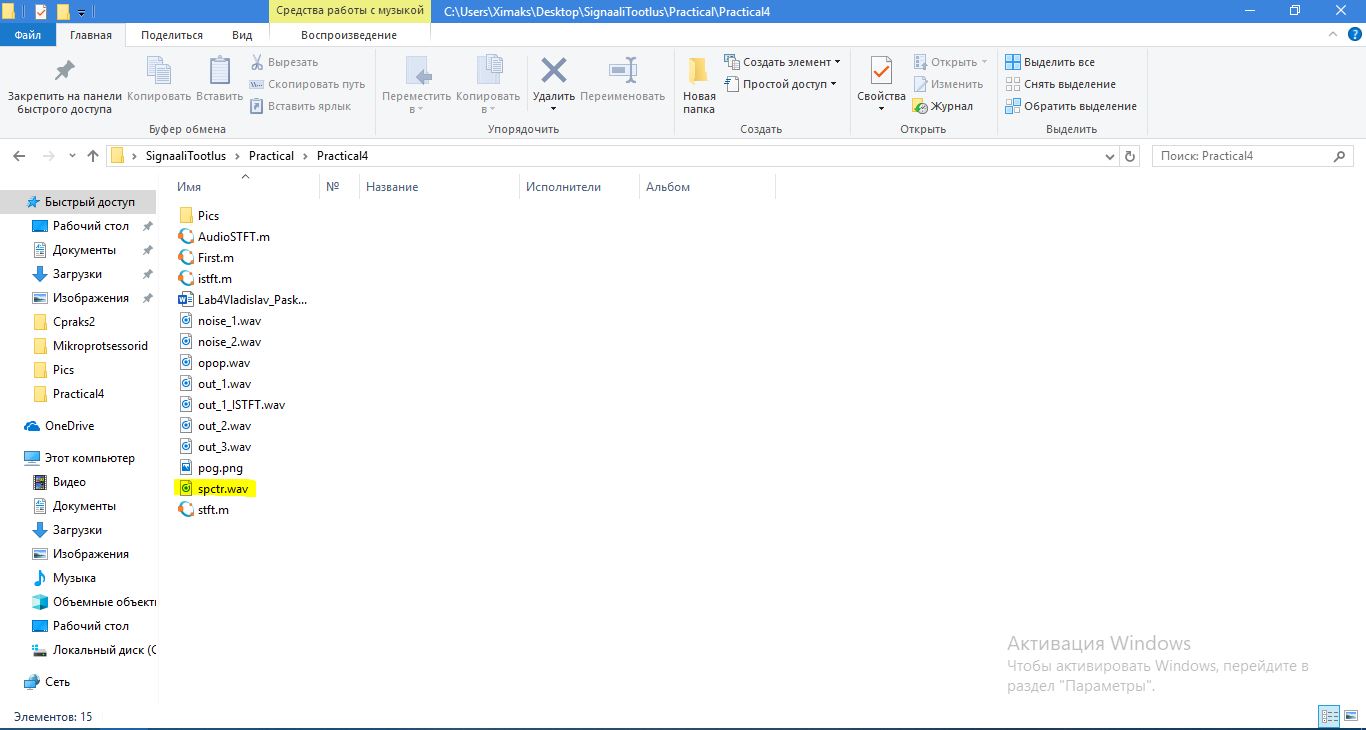 Средства работы с музыкой
C:\Users\Ximaks\Desktop\SignaaliTootlus\Practical\Practical4
Файл
Главная
Поделиться
Вид
Воспроизведение
Закрепить на панели
быстрого доступа
Копировать
Вставить
Вырезать
Скопировать путь
Вставить ярлык
Буфер обмена
Переместить
в
Копировать
в
Удалить
Переименовать
Упорядочить
Новая
папка
Создать элемент
Простой доступ
Создать
Свойства
Открыть
Изменить
Журнал
Открыть
Выделить все
Снять выделение
Обратить выделение
Выделить
SignaaliTootlus > Practical > Practical4
Поиск: Practical4
Быстрый доступ
Рабочий стол
Документы
Загрузки
Изображения
Cpraks2
Mikroprotsessorid
Pics
Practical4
OneDrive
Этот компьютер
Видео
Документы
Загрузки
Изображения
Музыка
Объемные объекты
Рабочий стол
Локальный диск (C
Сеть
Имя
№
Название
Исполнители
Альбом
Pics
AudioSTFT.m
First.m
istft.m
Lab4Vladislav_Pask...
noise_1.wav
noise_2.wav
opop.wav
out_1.wav
out_1_ISTFT.wav
out_2.wav
out_3.wav
pog.png
spctr.wav
stft.m
Активация Windows
Чтобы активировать Windows, перейдите в
раздел "Параметры".
Элементов: 15